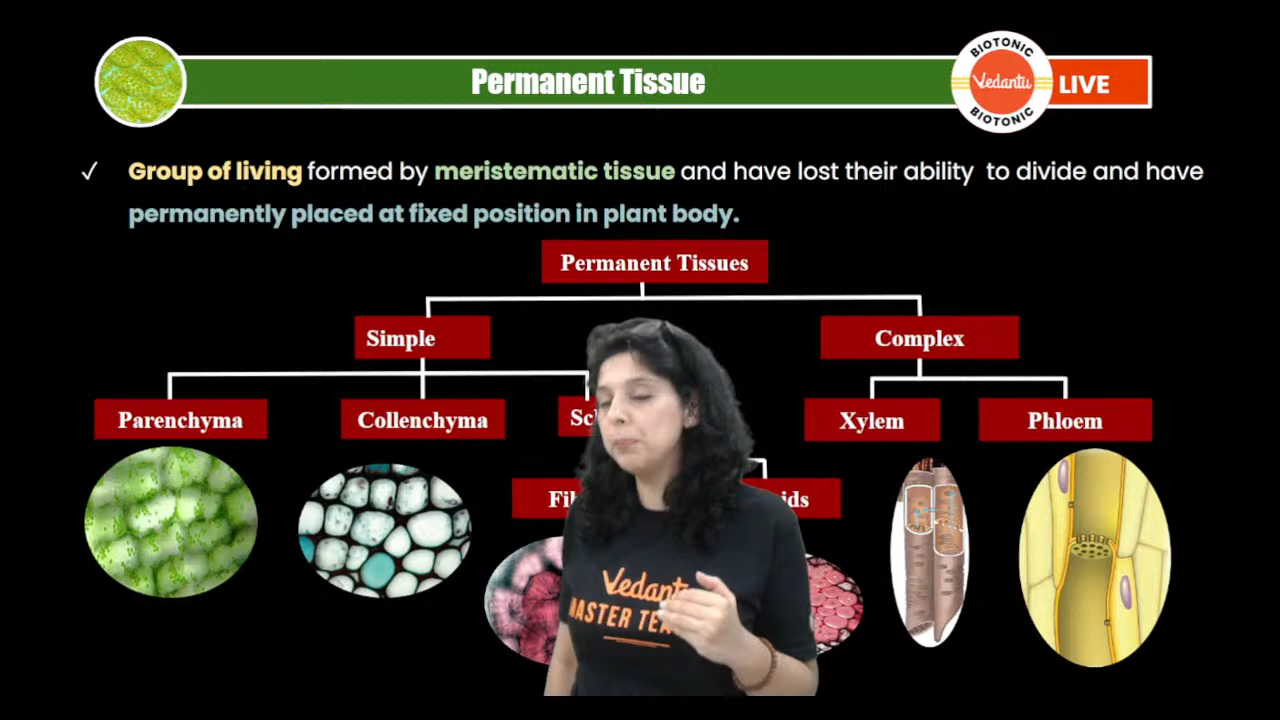 Permanent Tissue
BIOTONIC
Vedantu
BIOTONIC
LIVE
✓ Group of living formed by meristematic tissue and have lost their ability to divide and have
permanently placed at fixed position in plant body.
Permanent Tissues
Simple
Complex
Parenchyma
Collenchyma
Xylem
Phloem
Vedantu
MASTER